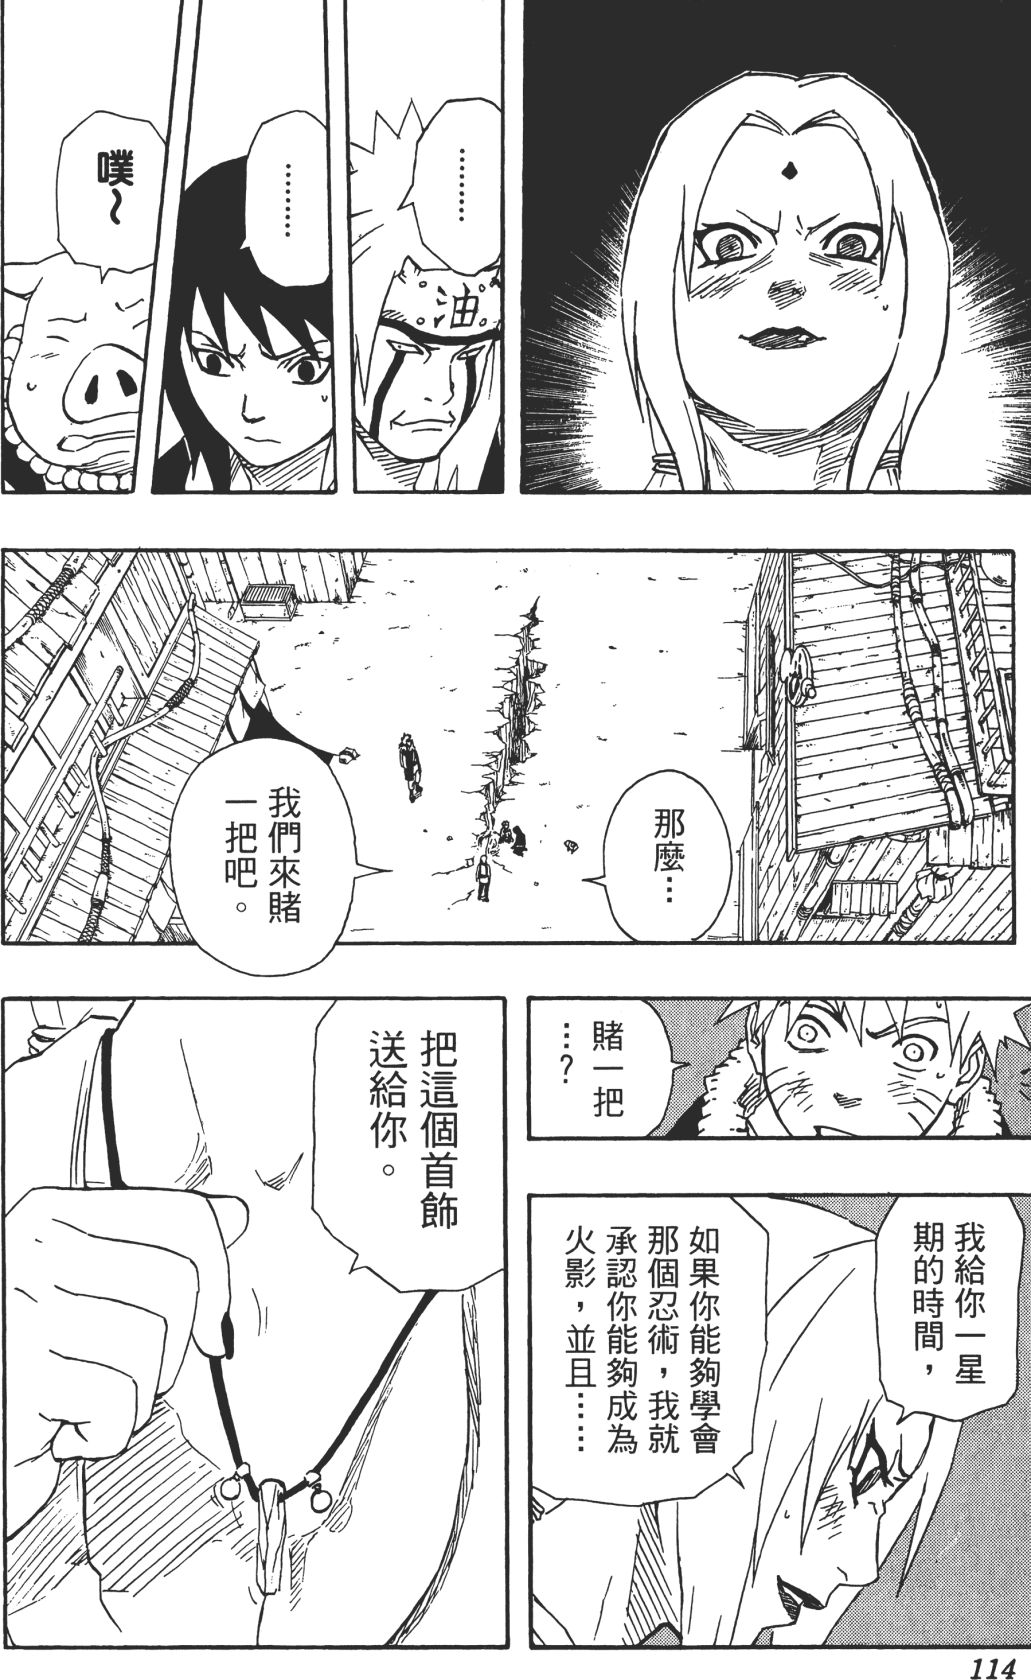 ………
油
………
噗～
那麼…
我們來賭
一把吧。
賭一把
…?
我給你一星
期的時間，
如果你能夠學會
那個忍術，我就
承認你能夠成為
火影，並且……
把這個首飾
送給你。
114